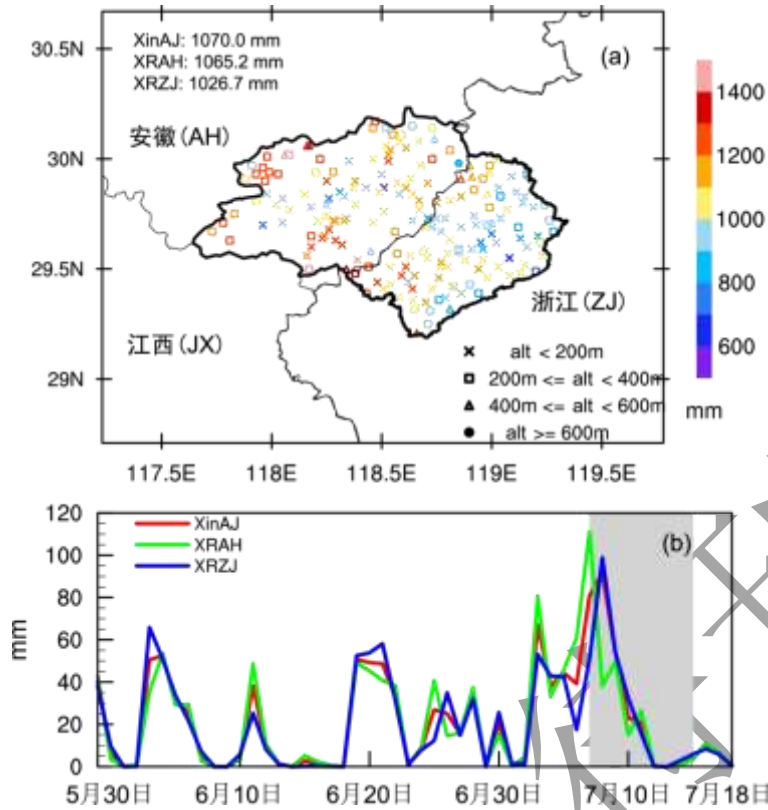 XinAJ: 1070.0 mm
XRAH: 1065.2 mm
XRZJ: 1026.7 mm
(a)
30.5N
30N
29.5N
29N
安徽(AH)
浙江(ZJ)
江西(JX)
alt < 200m
200m <= alt < 400m
400m <= alt < 600m
alt >= 600m
117.5E 118E 118.5E 119E 119.5E
1400
1200
1000
800
600
mm
120
100
80
60
40
20
0
mm
XinAJ
XRAH
XRZJ
(b)
5月30日 6月10日 6月20日 6月30日 7月10日 7月18日